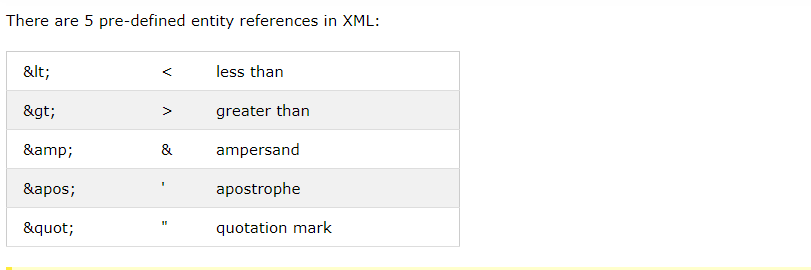 There are 5 pre-defined entity references in XML:
&lt; < less than
&gt; > greater than
&amp; & ampersand
&apos; ' apostrophe
&quot; " quotation mark